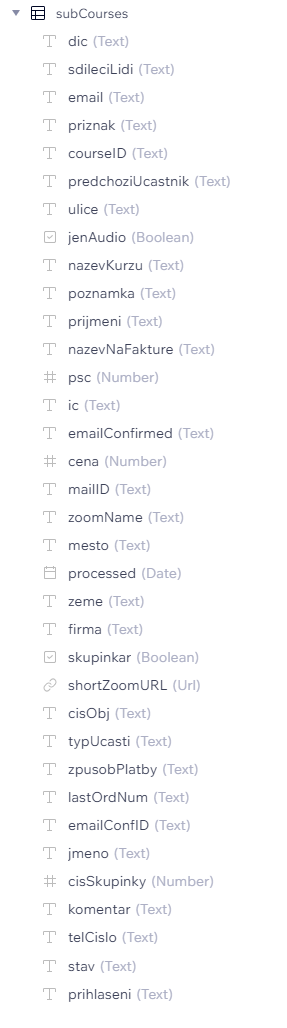 subCourses
dic (Text)
sdileciLidi (Text)
email (Text)
priznak (Text)
courseID (Text)
predchoziUcastnik (Text)
ulice (Text)
jenAudio (Boolean)
nazevKurzu (Text)
poznamka (Text)
prijmeni (Text)
nazevNaFakture (Text)
psc (Number)
ic (Text)
emailConfirmed (Text)
cena (Number)
mailID (Text)
zoomName (Text)
mesto (Text)
processed (Date)
zeme (Text)
firma (Text)
skupinkar (Boolean)
shortZoomURL (Url)
cisObj (Text)
typUcasti (Text)
zpusobPlatby (Text)
lastOrdNum (Text)
emailConfID (Text)
jmeno (Text)
cisSkupinky (Number)
komentar (Text)
telCislo (Text)
stav (Text)
prihlaseni (Text)